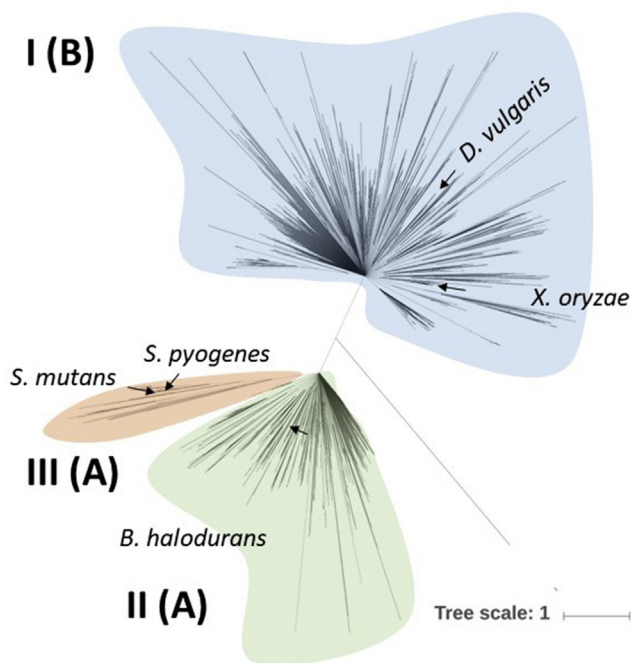 I (B)
D. vulgaris
X. oryzae
S. pyogenes
S. mutans
III (A)
B. halodurans
II (A)
Tree scale: 1